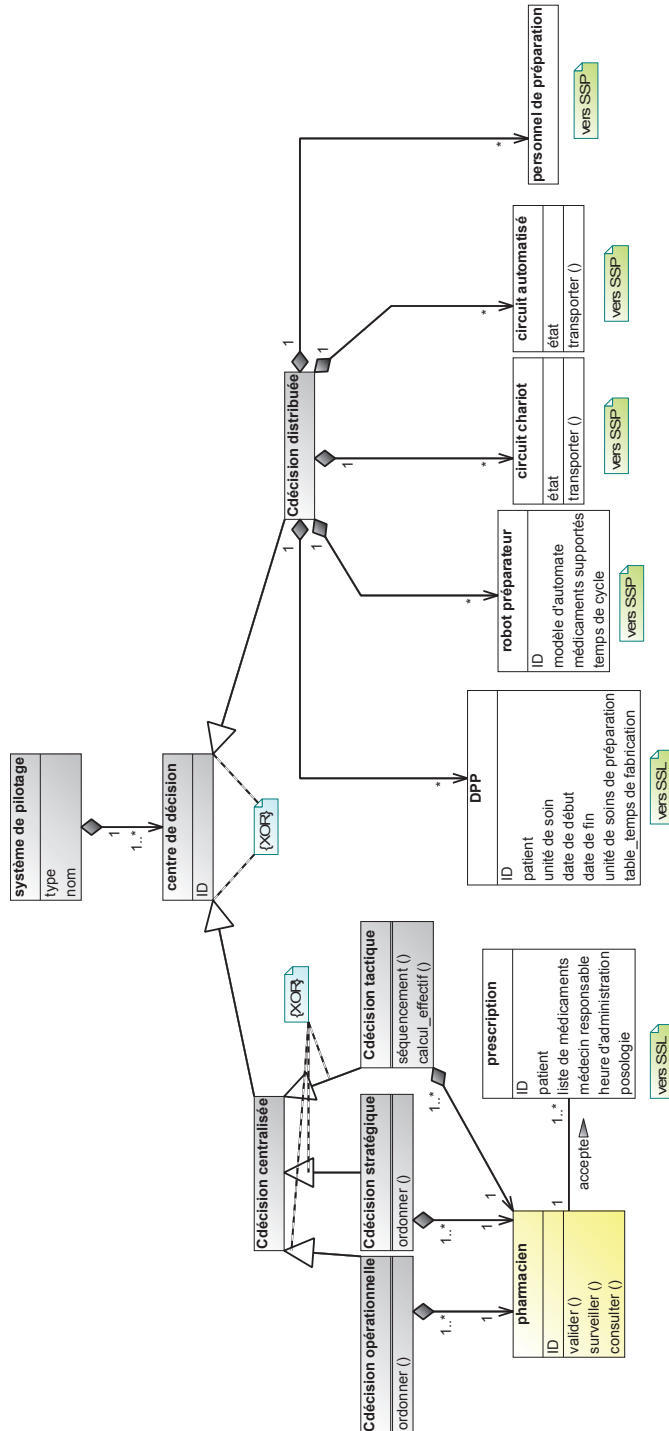 système de pilotage
type
nom
1
1..*
centre de décision
ID
{XOR}
Cdécision centralisée
{XOR}
Cdécision opérationnelle
ordonner ()
Cdécision stratégique
ordonner ()
Cdécision tactique
séquencement ()
calcul_effectif ()
1..*
1
1..*
1
1..*
1
pharmacien
ID
valider ()
surveiller ()
consulter ()
1
accepte
1..*
prescription
ID
patient
liste de médicaments
médecin responsable
heure d'administration
posologie
vers SSL
Cdécision distribuée
1
1
1
1
1
*
*
*
*
*
DPP
ID
patient
unité de soin
date de début
date de fin
unité de soins de préparation
table_temps de fabrication
vers SSL
robot préparateur
ID
modèle d'automate
médicaments supportés
temps de cycle
vers SSP
circuit chariot
état
transporter ()
vers SSP
circuit automatisé
état
transporter ()
vers SSP
personnel de préparation
vers SSP